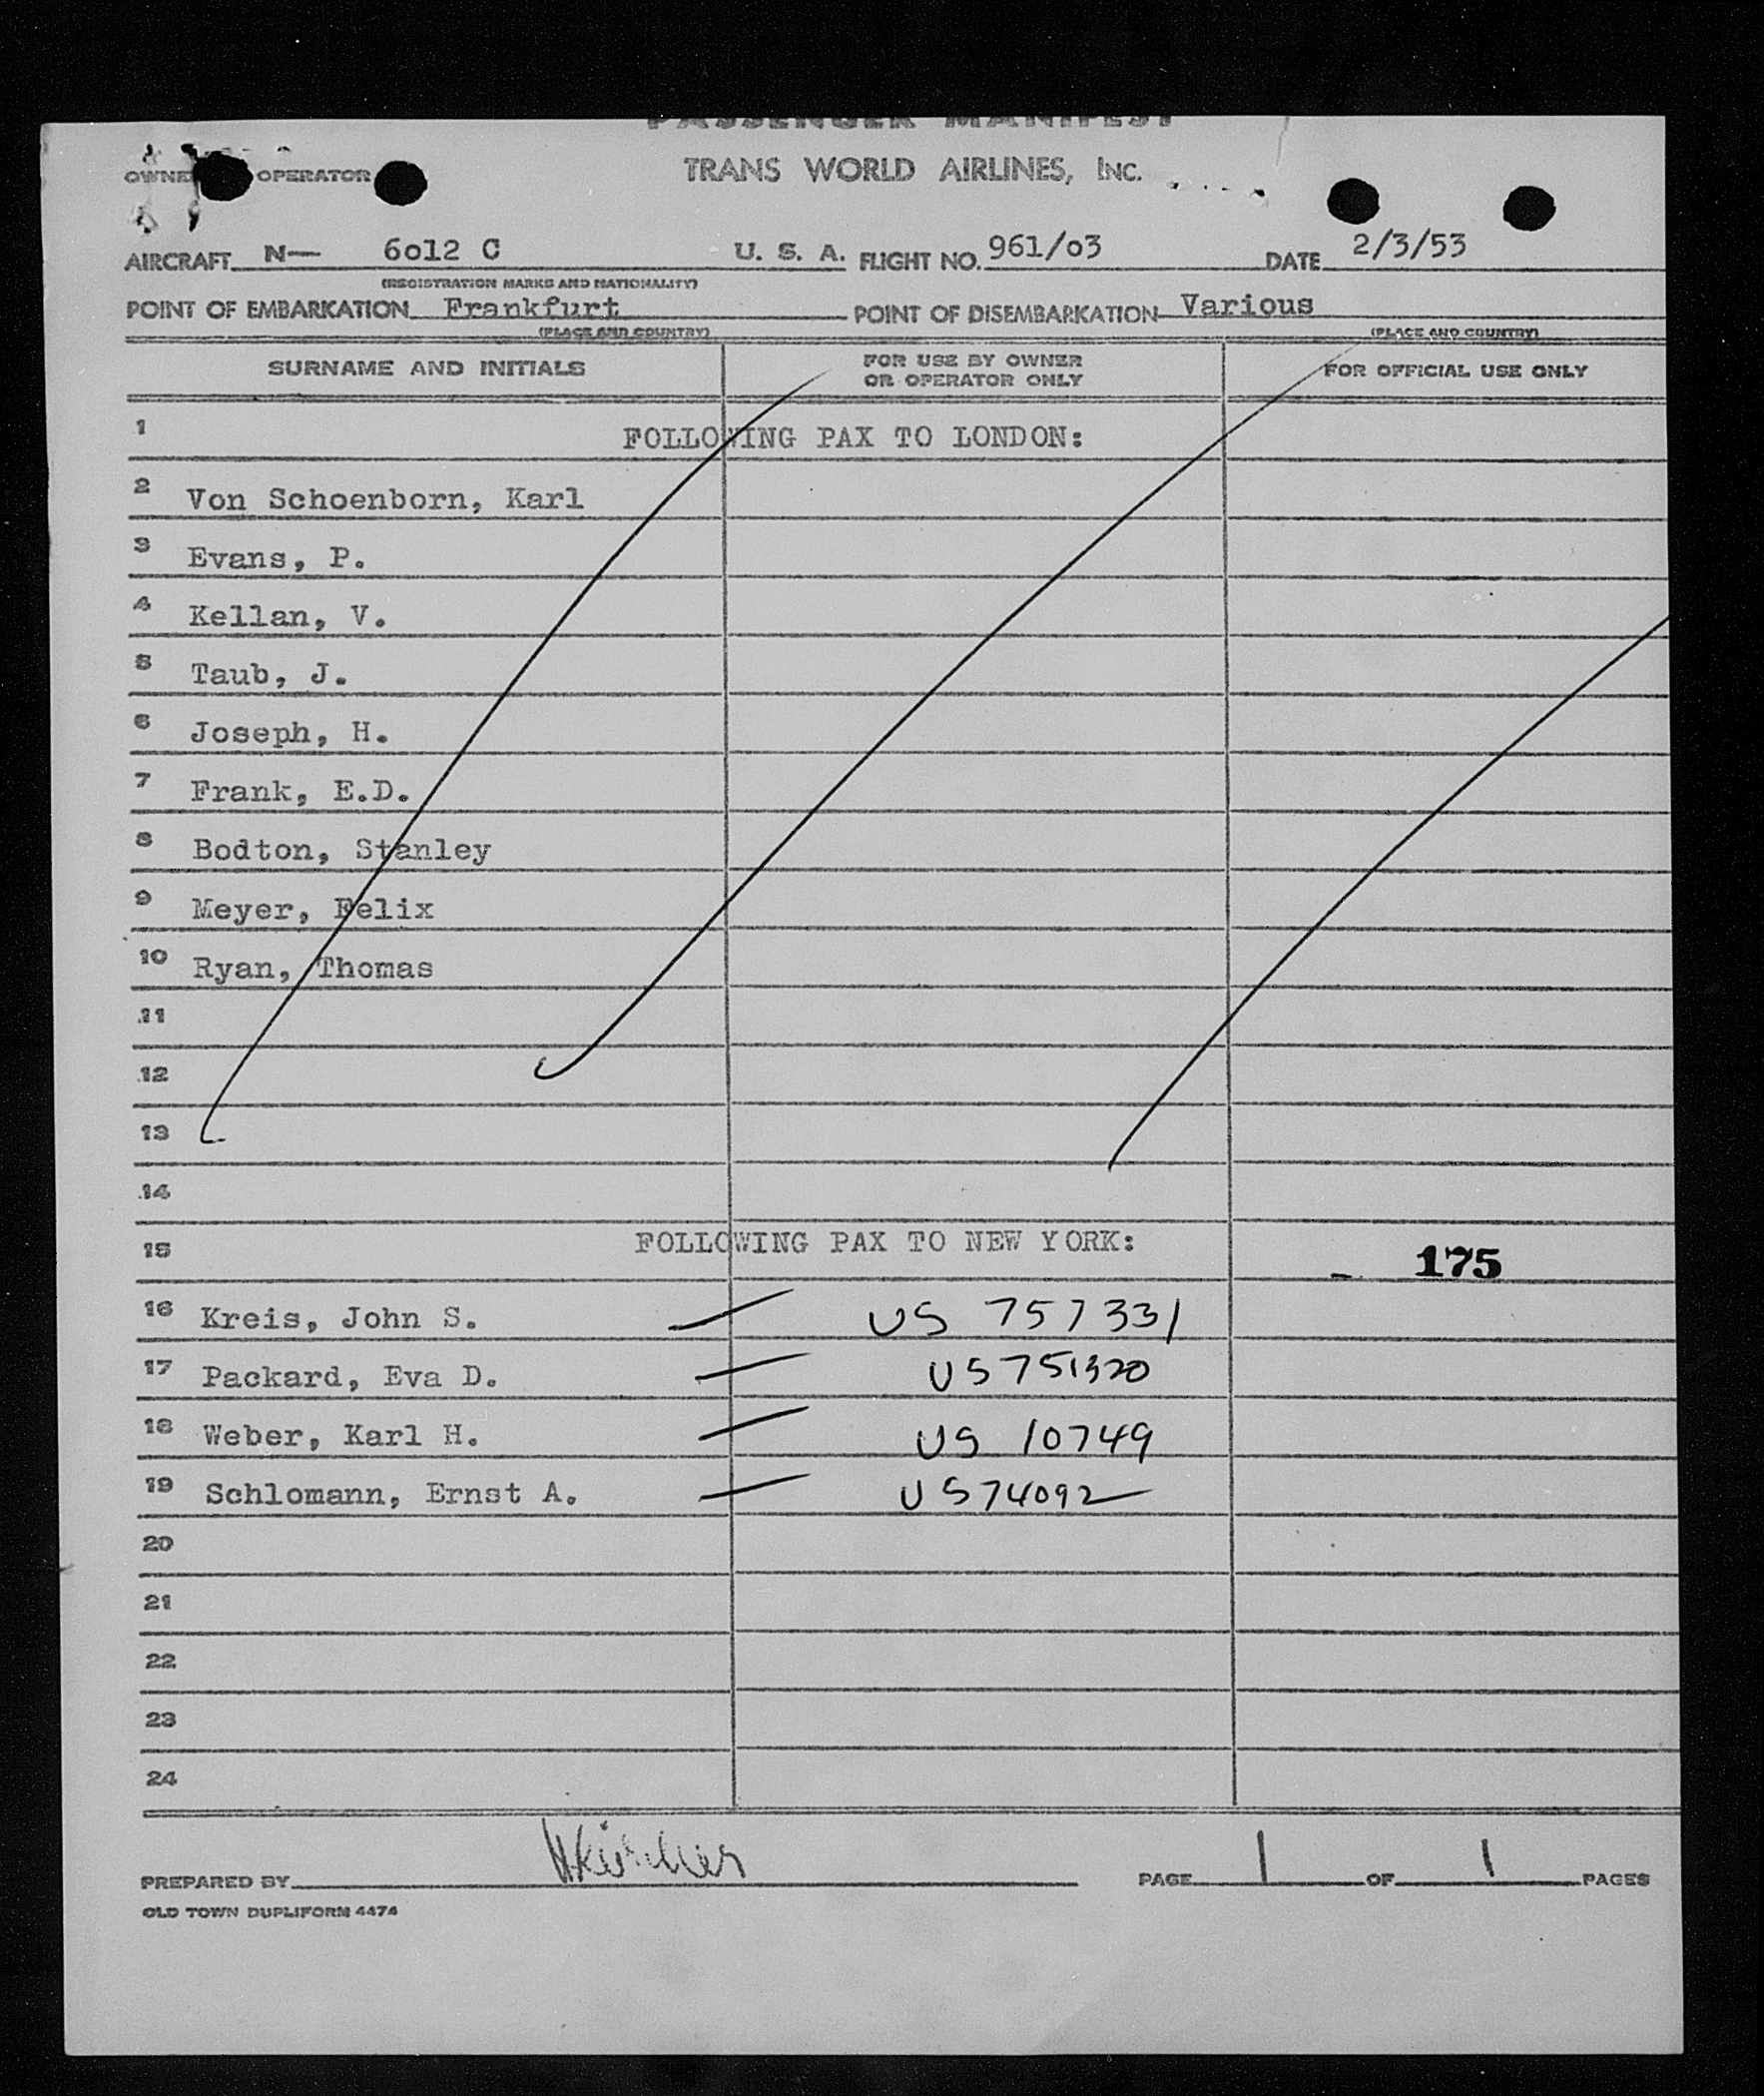 PASSENGER MANIFEST
OPERATOR TRANS WORLD AIRLINES, INC.
AIRCRAFT N— 6012 C U. S. A. FLIGHT NO. 961/03 DATE 2/3/53
(REGISTRATION MARKS AND NATIONALITY)
POINT OF EMBARKATION Frankfurt POINT OF DISEMBARKATION Various
(PLACE AND COUNTRY) (PLACE AND COUNTRY)
SURNAME AND INITIALS FOR USE BY OWNER OR OPERATOR ONLY FOR OFFICIAL USE ONLY
1 FOLLOWING PAX TO LONDON:
2 Von Schoenborn, Karl
3 Evans, P.
4 Kellan, V.
5 Taub, J.
6 Joseph, H.
7 Frank, E.D.
8 Bodton, Stanley
9 Meyer, Felix
10 Ryan, Thomas
11
12
13
14
15 FOLLOWING PAX TO NEW YORK: 175
16 Kreis, John S. US 757331
17 Packard, Eva D. US 751320
18 Weber, Karl H. US 10749
19 Schlomann, Ernst A. US 74092
20
21
22
23
24
PREPARED BY PAGE 1 OF 1 PAGES
OLD TOWN DUPLIFORM 4474